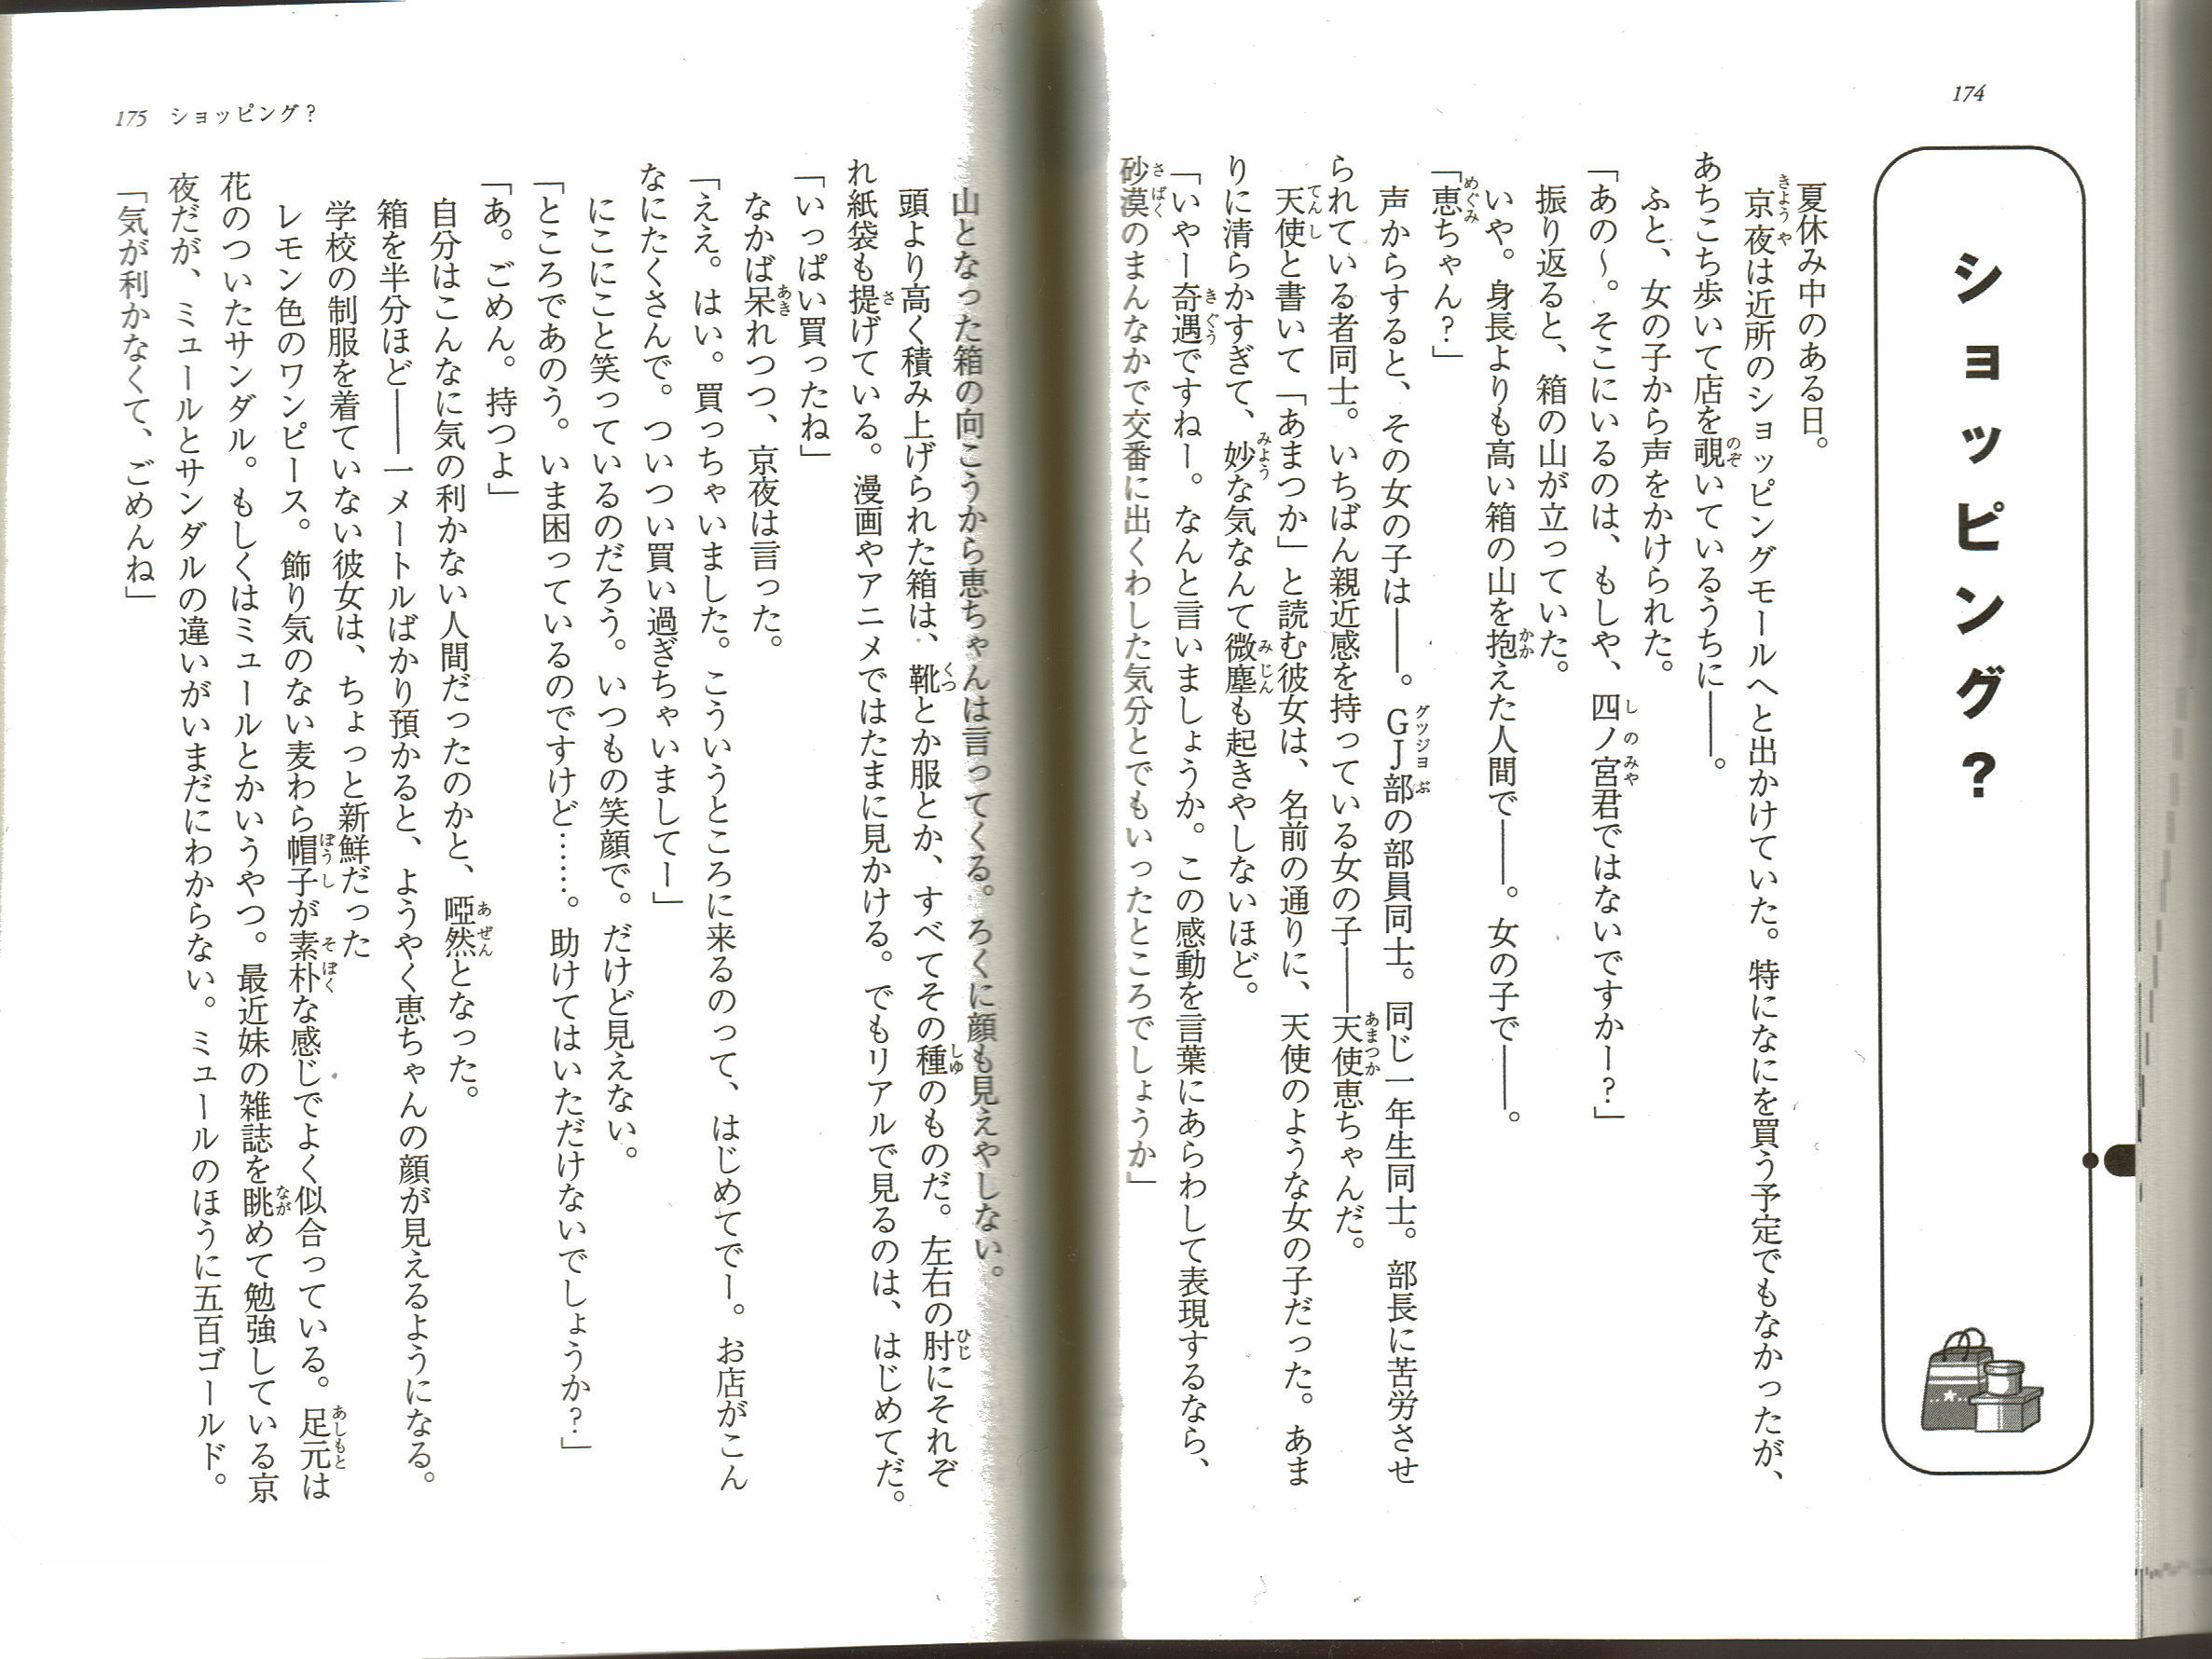 174
ショッピング?
夏休み中のある日。
京夜は近所のショッピングモールへと出かけていた。特になにを買う予定でもなかったが、
あちこち歩いて店を覗いているうちに――。
ふと、女の子から声をかけられた。
「あの〜。そこにいるのは、もしや、四ノ宮君ではないですかー?」
振り返ると、箱の山が立っていた。
いや。身長よりも高い箱の山を抱えた人間で――。女の子で――。
「恵ちゃん?」
声からすると、その女の子は――。GJ部の部員同士。同じ一年生同士。部長に苦労させ
られている者同士。いちばん親近感を持っている女の子――天使恵ちゃんだ。
天使と書いて「あまつか」と読む彼女は、名前の通りに、天使のような女の子だった。あま
りに清らかすぎて、妙な気なんて微塵も起きやしないほど。
「いやー奇遇ですねー。なんと言いましょうか。この感動を言葉にあらわして表現するなら、
砂漠のまんなかで交番に出くわした気分とでもいったところでしょうか」
山となった箱の向こうから恵ちゃんは言ってくる。ろくに顔も見えやしない。
頭より高く積み上げられた箱は、靴とか服とか、すべてその種のものだ。左右の肘にそれぞ
れ紙袋も提げている。漫画やアニメではたまに見かける。でもリアルで見るのは、はじめてだ。
「いっぱい買ったね」
なかば呆れつつ、京夜は言った。
「ええ。はい。買っちゃいました。こういうところに来るのって、はじめてでー。お店がこん
なにたくさんで。ついつい買い過ぎちゃいましてー」
にこにこと笑っているのだろう。いつもの笑顔で。だけど見えない。
「ところであのう。いま困っているのですけど……。助けてはいただけないでしょうか?」
「あ。ごめん。持つよ」
自分はこんなに気の利かない人間だったのかと、啞然となった。
箱を半分ほど――一メートルばかり預かると、ようやく恵ちゃんの顔が見えるようになる。
学校の制服を着ていない彼女は、ちょっと新鮮だった
レモン色のワンピース。飾り気のない麦わら帽子が素朴な感じでよく似合っている。足元は
花のついたサンダル。もしくはミュールとかいうやつ。最近妹の雑誌を眺めて勉強している京
夜だが、ミュールとサンダルの違いがいまだにわからない。ミュールのほうに五百ゴールド。
「気が利かなくて、ごめんね」
175 ショッピング?